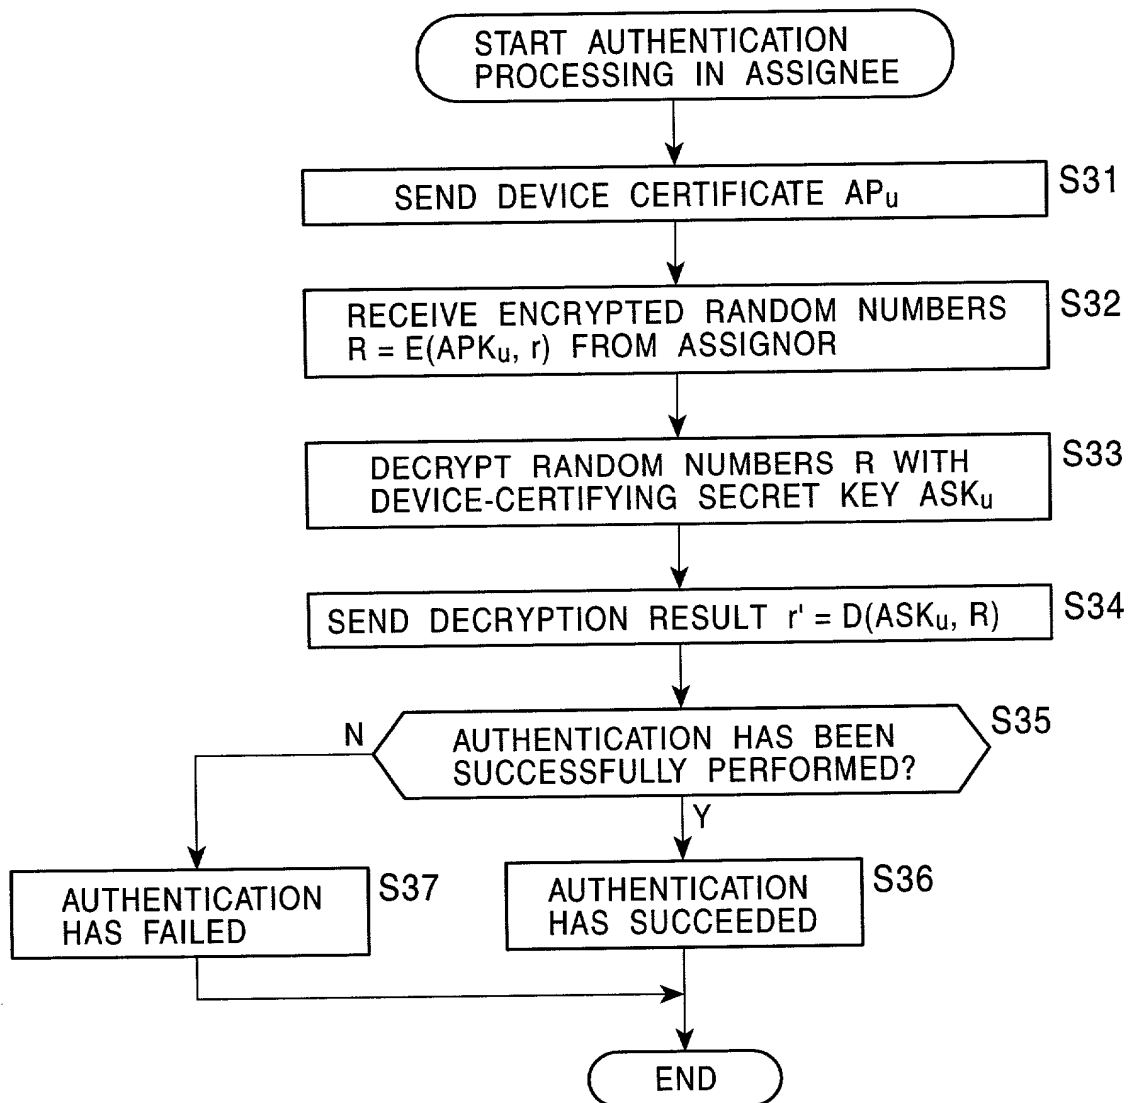 START AUTHENTICATION
PROCESSING IN ASSIGNEE
SEND DEVICE CERTIFICATE APu
S31
RECEIVE ENCRYPTED RANDOM NUMBERS
R = E(APKu, r) FROM ASSIGNOR
S32
DECRYPT RANDOM NUMBERS R WITH
DEVICE-CERTIFYING SECRET KEY ASKu
S33
SEND DECRYPTION RESULT r' = D(ASKu, R)
S34
AUTHENTICATION HAS BEEN
SUCCESSFULLY PERFORMED?
S35
N
Y
AUTHENTICATION
HAS FAILED
S37
AUTHENTICATION
HAS SUCCEEDED
S36
END